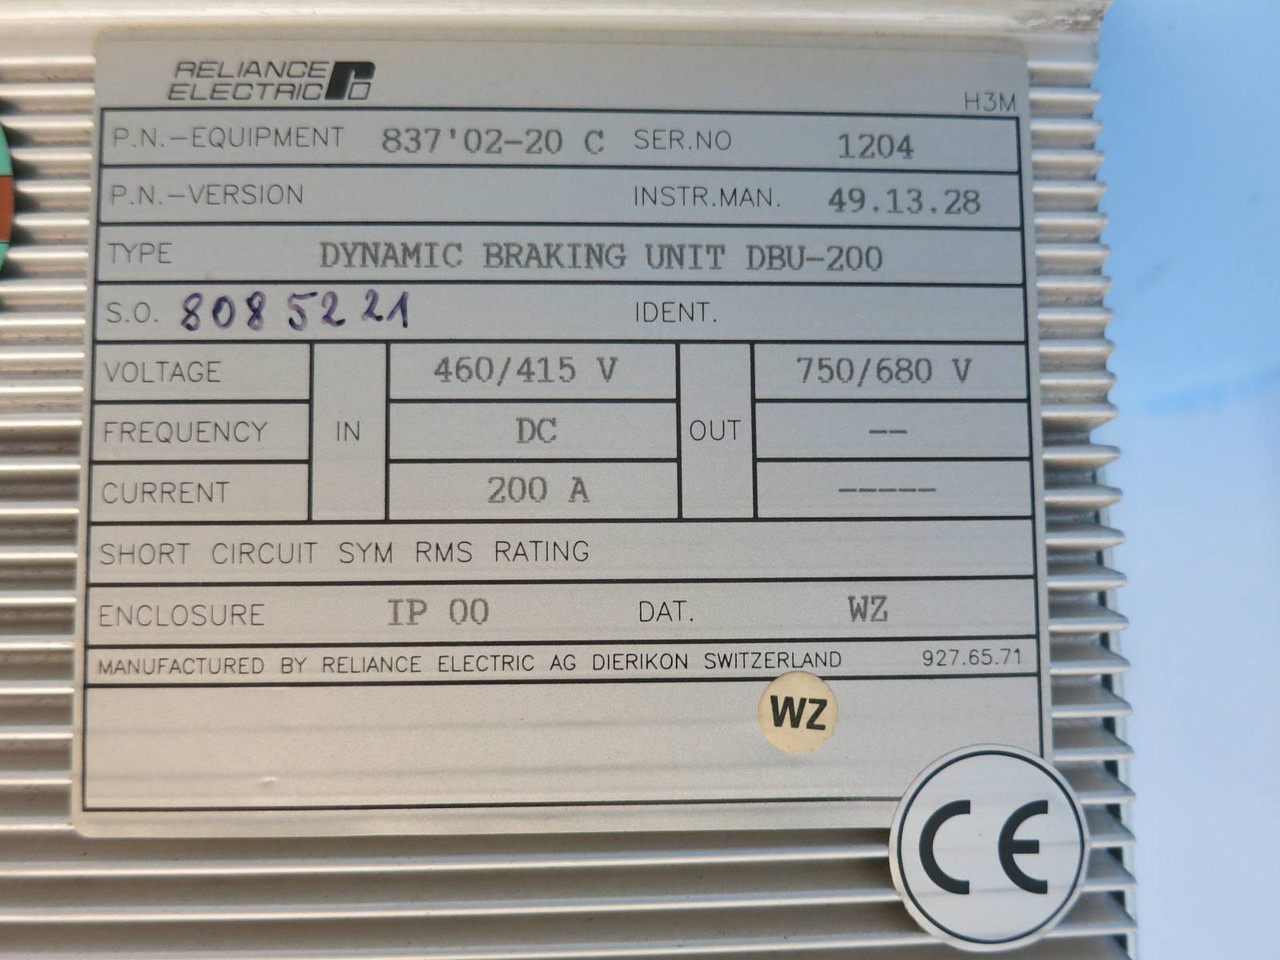 RELIANCE
ELECTRIC
H3M
P.N.-EQUIPMENT 837'02-20 C SER.NO 1204
P.N.-VERSION INSTR.MAN. 49.13.28
TYPE DYNAMIC BRAKING UNIT DBU-200
S.O. 8085221 IDENT.
VOLTAGE 460/415 V 750/680 V
FREQUENCY IN DC OUT --
CURRENT 200 A -----
SHORT CIRCUIT SYM RMS RATING
ENCLOSURE IP 00 DAT. WZ
MANUFACTURED BY RELIANCE ELECTRIC AG DIERIKON SWITZERLAND 927.65.71
WZ
CE